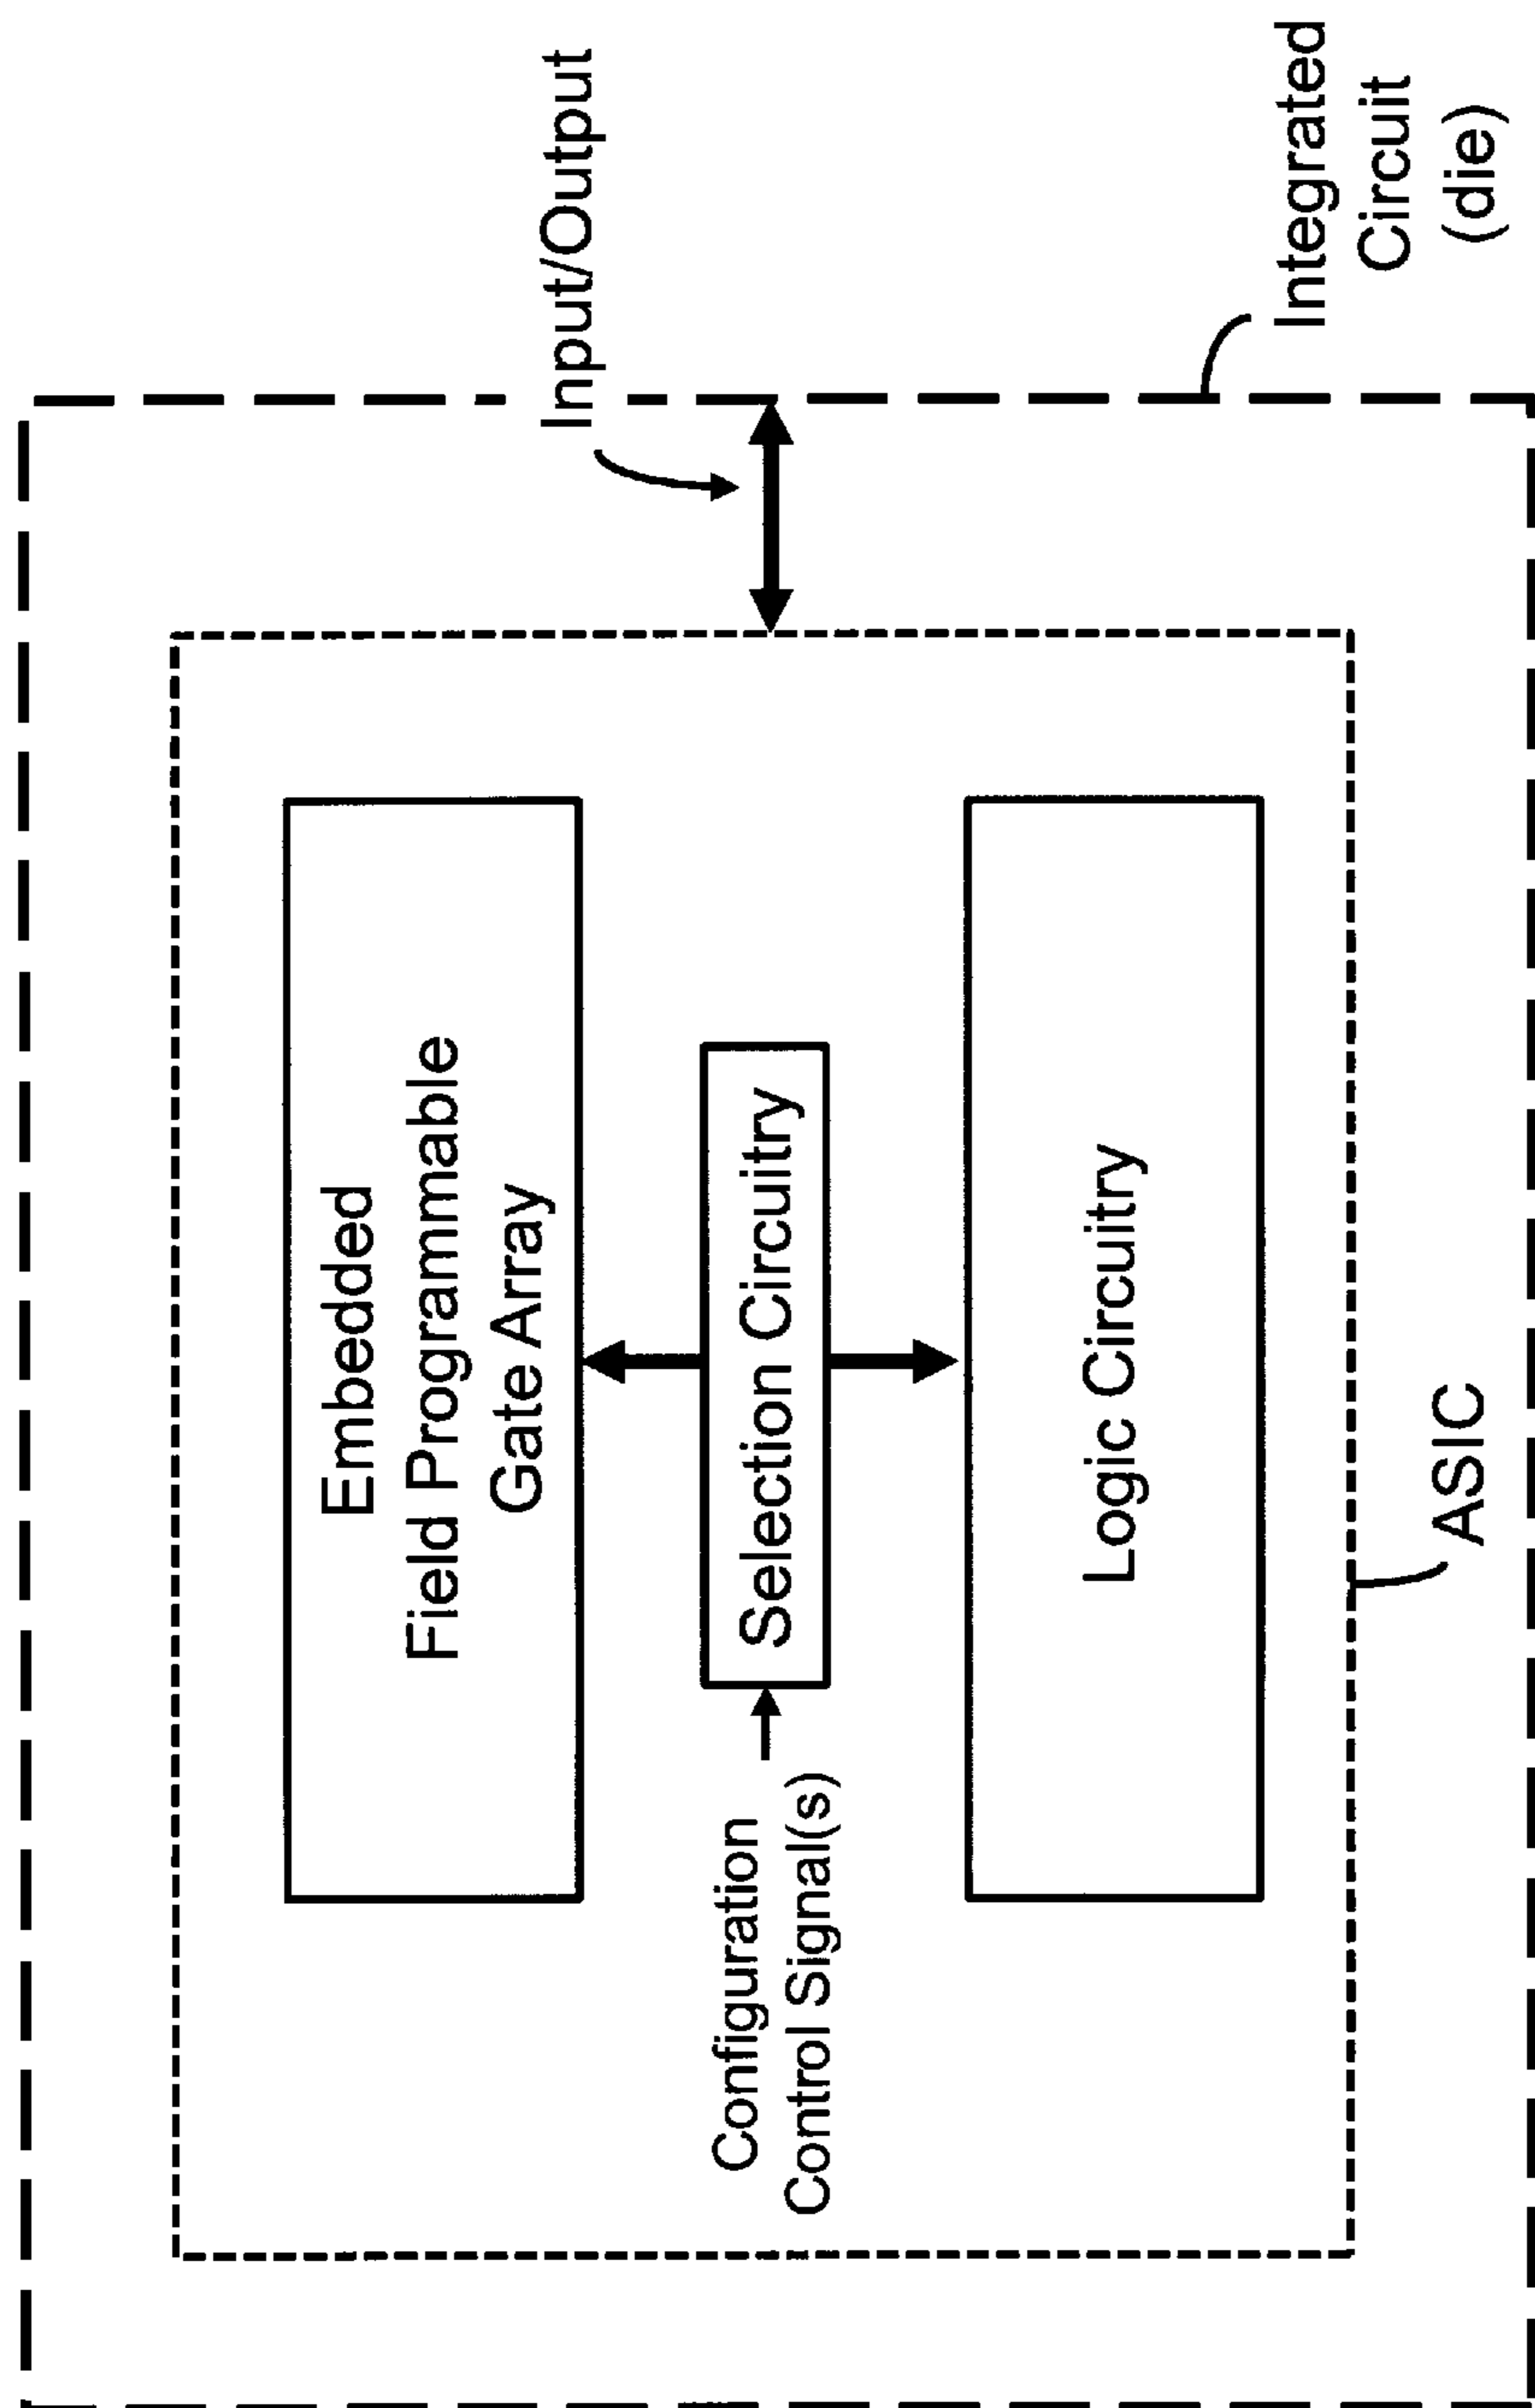 Embedded
Field Programmable
Gate Array
Input/Output
Configuration
Control Signal(s)
Selection Circuitry
Logic Circuitry
ASIC
Integrated
Circuit
(die)